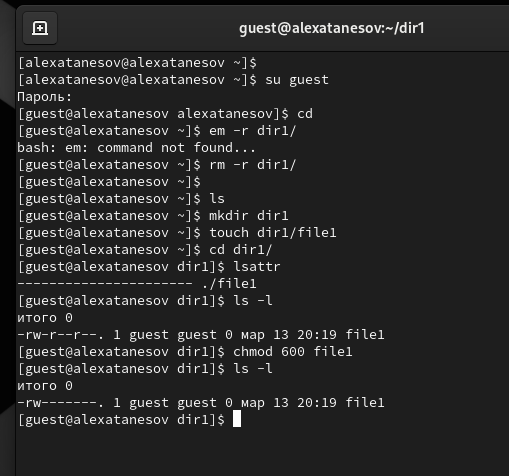 guest@alexatanesov:~/dir1
[alexatanesov@alexatanesov ~]$
[alexatanesov@alexatanesov ~]$ su guest
Пароль:
[guest@alexatanesov alexatanesov]$ cd
[guest@alexatanesov ~]$ em -r dir1/
bash: em: command not found...
[guest@alexatanesov ~]$ rm -r dir1/
[guest@alexatanesov ~]$
[guest@alexatanesov ~]$ ls
[guest@alexatanesov ~]$ mkdir dir1
[guest@alexatanesov ~]$ touch dir1/file1
[guest@alexatanesov ~]$ cd dir1/
[guest@alexatanesov dir1]$ lsattr
---------------------- ./file1
[guest@alexatanesov dir1]$ ls -l
итого 0
-rw-r--r--. 1 guest guest 0 мар 13 20:19 file1
[guest@alexatanesov dir1]$ chmod 600 file1
[guest@alexatanesov dir1]$ ls -l
итого 0
-rw-------. 1 guest guest 0 мар 13 20:19 file1
[guest@alexatanesov dir1]$